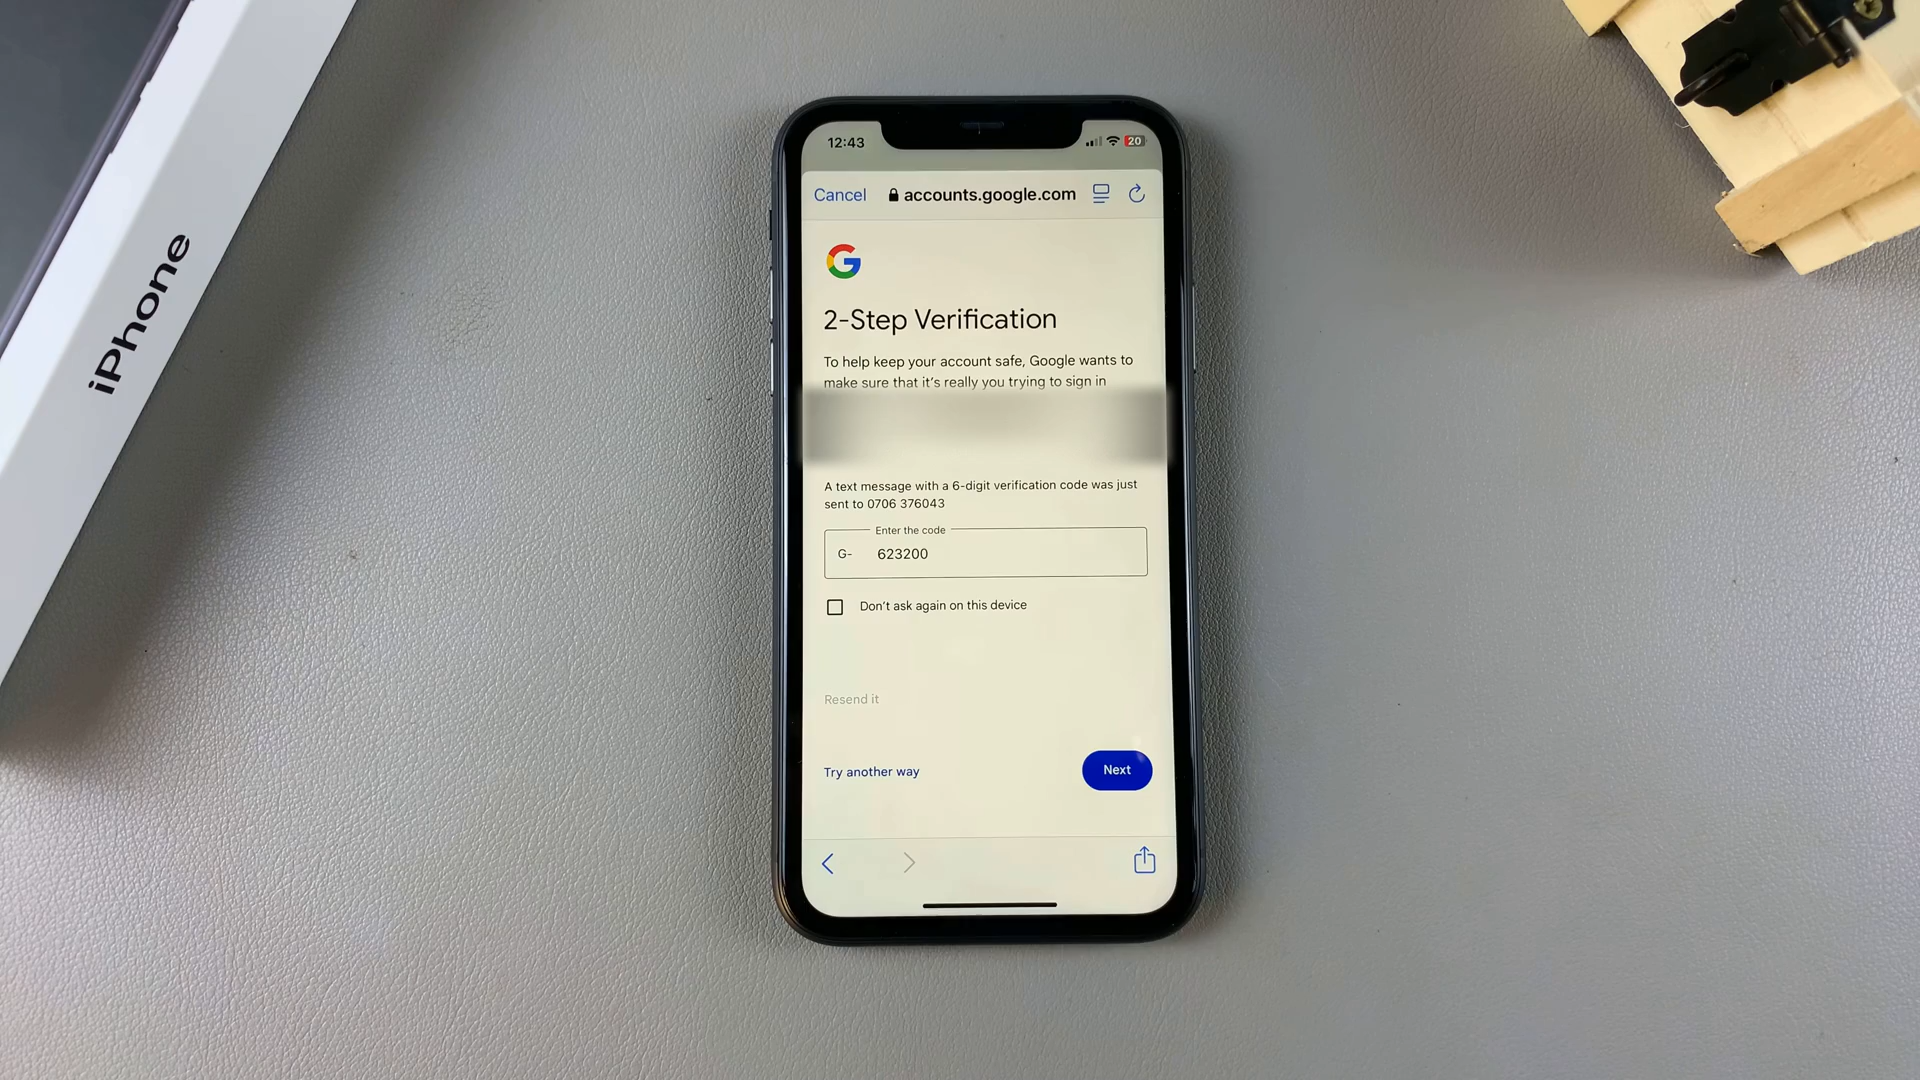 iPhone
12:43
20
Cancel
accounts.google.com
2-Step Verification
To help keep your account safe, Google wants to
make sure that it's really you trying to sign in
A text message with a 6-digit verification code was just
sent to 0706 376043
Enter the code
G- 623200
Don't ask again on this device
Resend it
Try another way
Next